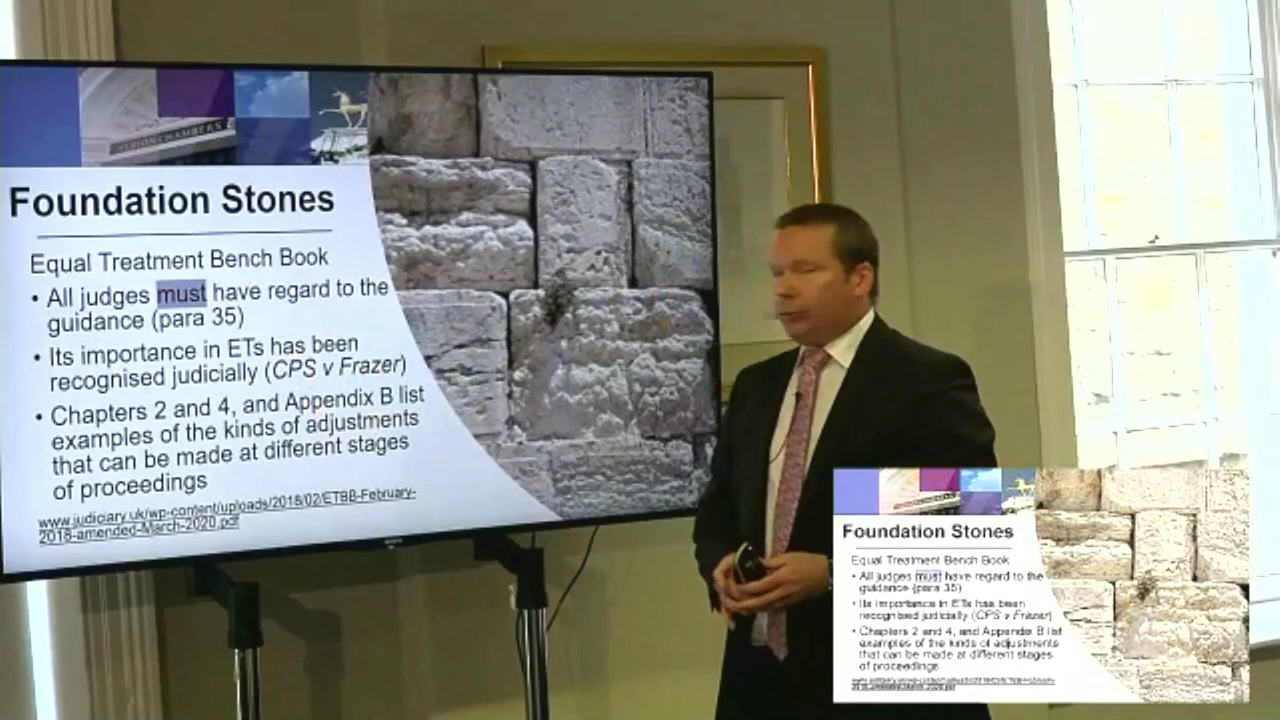 Foundation Stones
Equal Treatment Bench Book
• All judges must have regard to the
guidance (para 35)
• Its importance in ETs has been
recognised judicially (CPS v Frazer)
• Chapters 2 and 4, and Appendix B list
examples of the kinds of adjustments
that can be made at different stages
of proceedings
www.judiciary.uk/wp-content/uploads/2018/02/ETBB-February-
2018-amended-March-2020.pdf
Foundation Stones
Equal Treatment Bench Book
• All judges must have regard to the
guidance (para 35)
• Its importance in ETs has been
recognised judicially (CPS v Frazer)
• Chapters 2 and 4, and Appendix B list
examples of the kinds of adjustments
that can be made at different stages
of proceedings